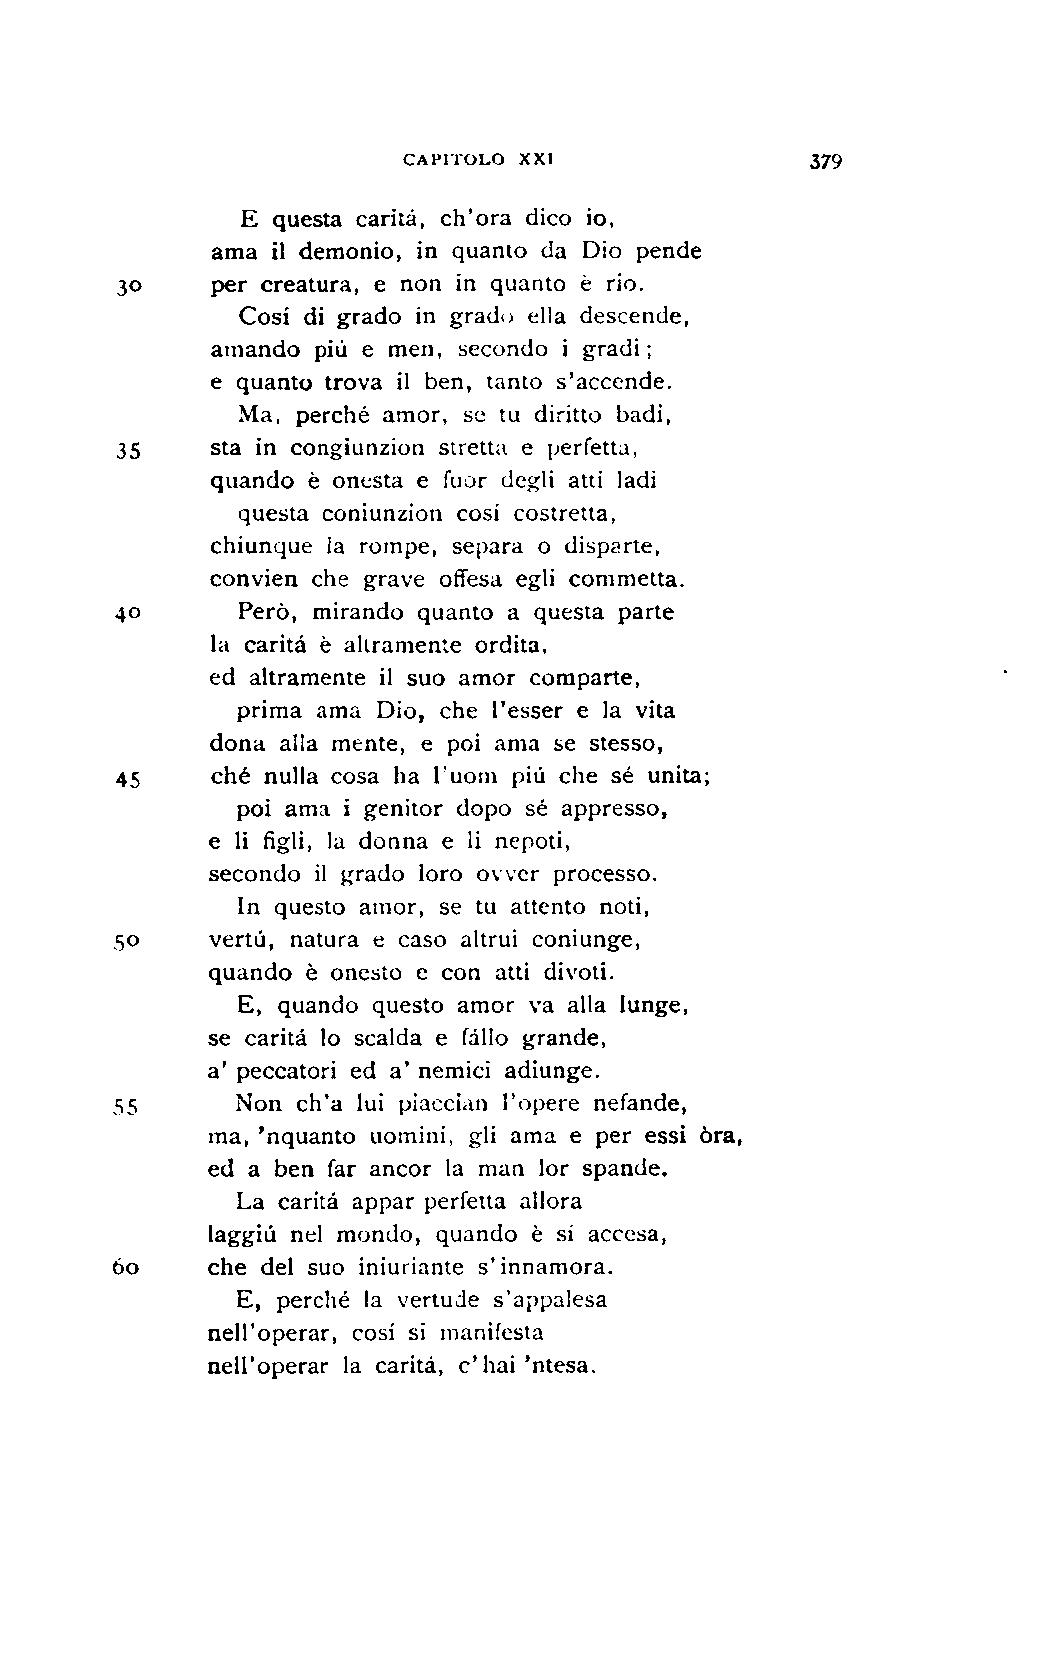 CAPITOLO XXI 379
E questa caritá, ch'ora dico io,
ama il demonio, in quanto da Dio pende
30 per creatura, e non in quanto è rio.
Cosí di grado in grado ella descende,
amando piú e men, secondo i gradi;
e quanto trova il ben, tanto s'accende.
Ma, perché amor, se tu diritto badi,
35 sta in congiunzion stretta e perfetta,
quando è onesta e fuor degli atti ladi
questa coniunzion cosí costretta,
chiunque la rompe, separa o disparte,
convien che grave offesa egli commetta.
40 Però, mirando quanto a questa parte
la caritá è altramente ordita,
ed altramente il suo amor comparte,
prima ama Dio, che l'esser e la vita
dona alla mente, e poi ama se stesso,
45 ché nulla cosa ha l'uom piú che sé unita;
poi ama i genitor dopo sé appresso,
e li figli, la donna e li nepoti,
secondo il grado loro ovver processo.
In questo amor, se tu attento noti,
50 vertú, natura e caso altrui coniunge,
quando è onesto e con atti divoti.
E, quando questo amor va alla lunge,
se caritá lo scalda e fállo grande,
a' peccatori ed a' nemici adiunge.
55 Non ch'a lui piaccian l'opere nefande,
ma, 'nquanto uomini, gli ama e per essi òra,
ed a ben far ancor la man lor spande.
La caritá appar perfetta allora
laggiú nel mondo, quando è sí accesa,
60 che del suo iniuriante s'innamora.
E, perché la vertude s'appalesa
nell'operar, cosí si manifesta
nell'operar la caritá, c'hai 'ntesa.